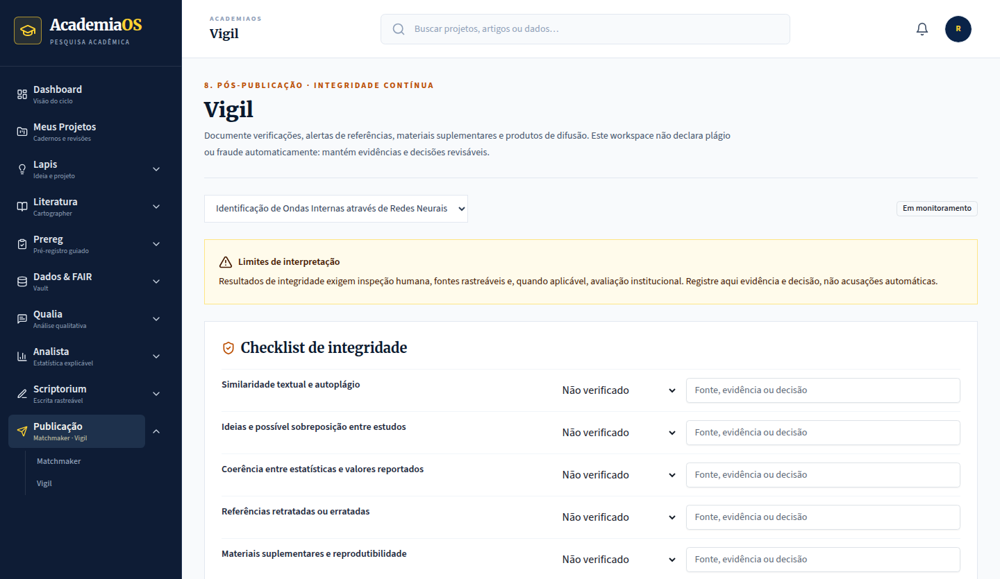 AcademiaOS
PESQUISA ACADÊMICA
Dashboard
Visão do ciclo
Meus Projetos
Cadernos e revisões
Lapis
Ideia e projeto
Literatura
Cartographer
Prereg
Pré-registro guiado
Dados & FAIR
Vault
Qualia
Análise qualitativa
Analista
Estatística explicável
Scriptorium
Escrita rastreável
Publicação
Matchmaker · Vigil
Matchmaker
Vigil
ACADEMIAOS
Vigil
Buscar projetos, artigos ou dados...
R
8. PÓS-PUBLICAÇÃO · INTEGRIDADE CONTÍNUA
Vigil
Documente verificações, alertas de referências, materiais suplementares e produtos de difusão. Este workspace não declara plágio
ou fraude automaticamente: mantém evidências e decisões revisáveis.
Identificação de Ondas Internas através de Redes Neurais
Em monitoramento
Limites de interpretação
Resultados de integridade exigem inspeção humana, fontes rastreáveis e, quando aplicável, avaliação institucional. Registre aqui evidência e decisão, não acusações automáticas.
Checklist de integridade
Similaridade textual e autoplágio
Não verificado
Fonte, evidência ou decisão
Ideias e possível sobreposição entre estudos
Não verificado
Fonte, evidência ou decisão
Coerência entre estatísticas e valores reportados
Não verificado
Fonte, evidência ou decisão
Referências retratadas ou erratadas
Não verificado
Fonte, evidência ou decisão
Materiais suplementares e reprodutibilidade
Não verificado
Fonte, evidência ou decisão